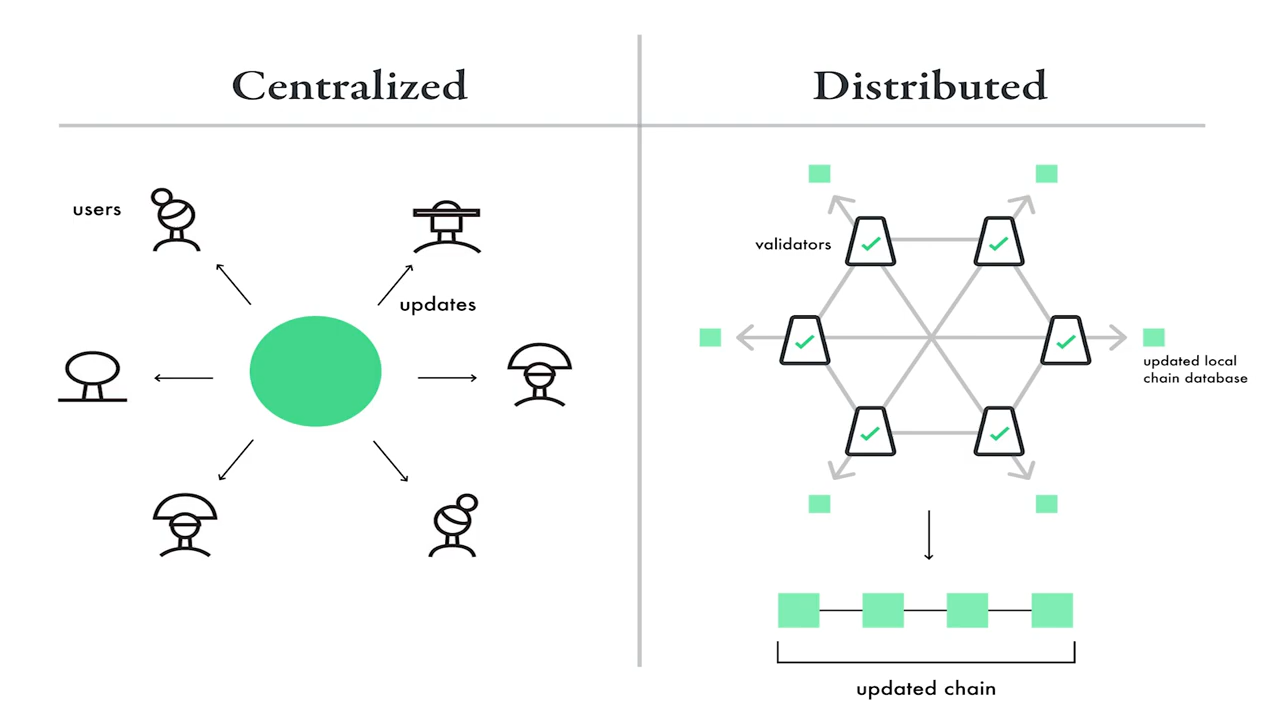 Centralized
Distributed
users
updates
validators
updated local
chain database
updated chain